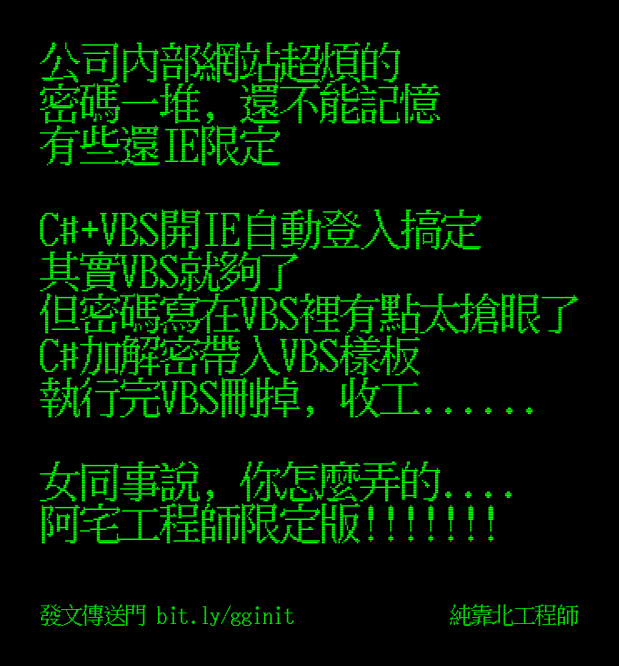 公司內部網站超煩的
密碼一堆, 還不能記憶
有些還IE限定
C#+VBS開IE自動登入搞定
其實VBS就夠了
但密碼寫在VBS裡有點太搶眼了
C#加解密帶入VBS樣板
執行完VBS刪掉, 收工......
女同事說, 你怎麼弄的....
阿宅工程師限定版!!!!!!!
發文傳送門 bit.ly/gginit
純靠北工程師